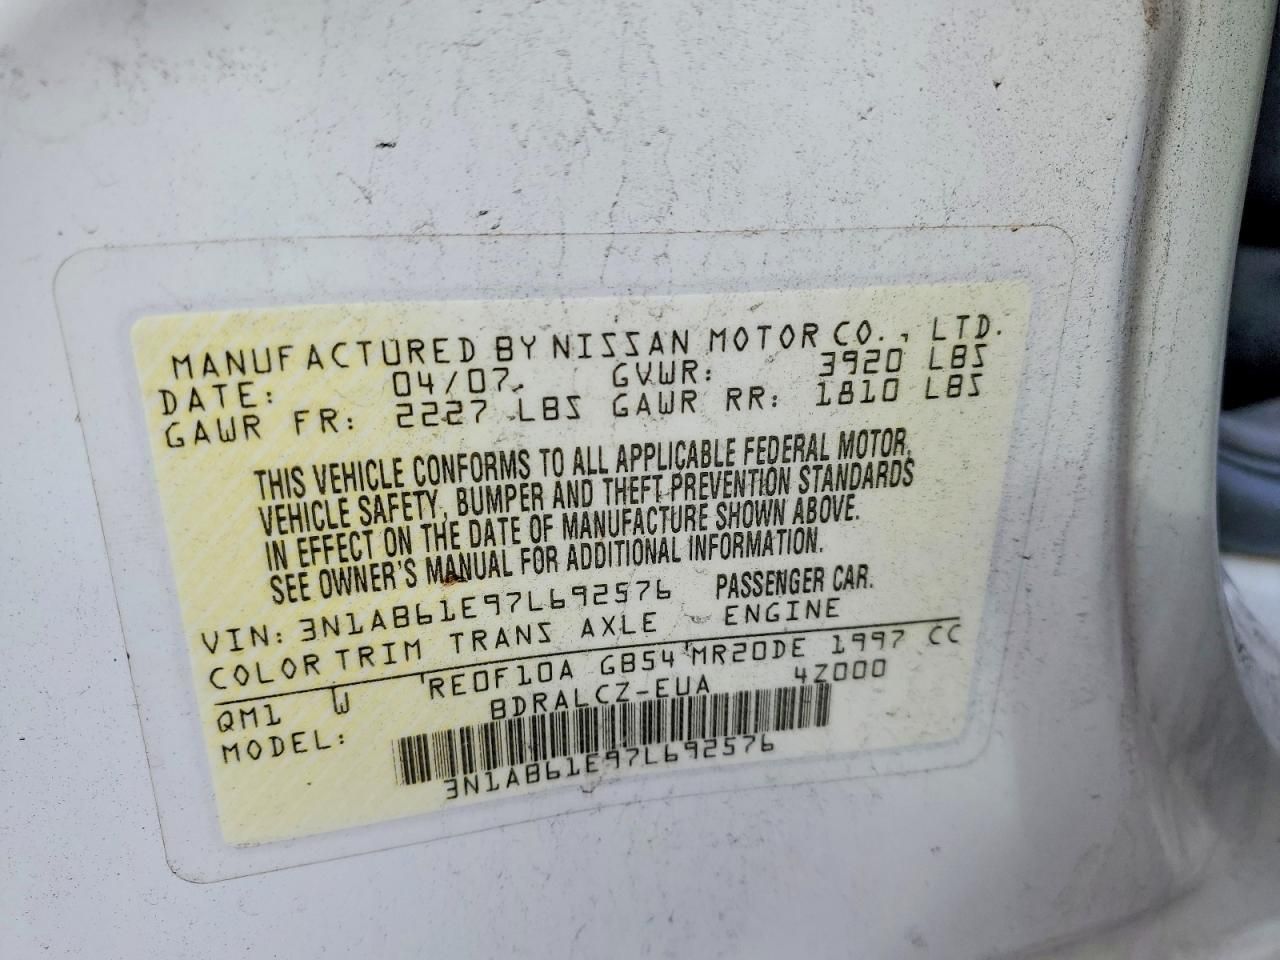 MANUFACTURED BY NISSAN MOTOR CO., LTD.
DATE: 04/07 GVWR: 3920 LBS
GAWR FR: 2227 LBS GAWR RR: 1810 LBS
THIS VEHICLE CONFORMS TO ALL APPLICABLE FEDERAL MOTOR
VEHICLE SAFETY, BUMPER AND THEFT PREVENTION STANDARDS
IN EFFECT ON THE DATE OF MANUFACTURE SHOWN ABOVE.
SEE OWNER'S MANUAL FOR ADDITIONAL INFORMATION.
VIN: 3N1AB61E97L692576 PASSENGER CAR.
COLOR TRIM TRANS AXLE ENGINE
QM1 W RE0F10A GB54 MR20DE 1997 CC
MODEL: BDRALCZ-EUA 4Z000
3N1AB61E97L692576